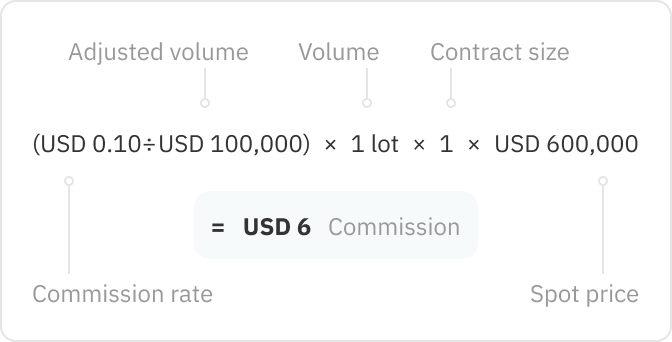 Adjusted volume Volume Contract size
(USD 0.10÷USD 100,000) × 1 lot × 1 × USD 600,000
= USD 6 Commission
Commission rate Spot price